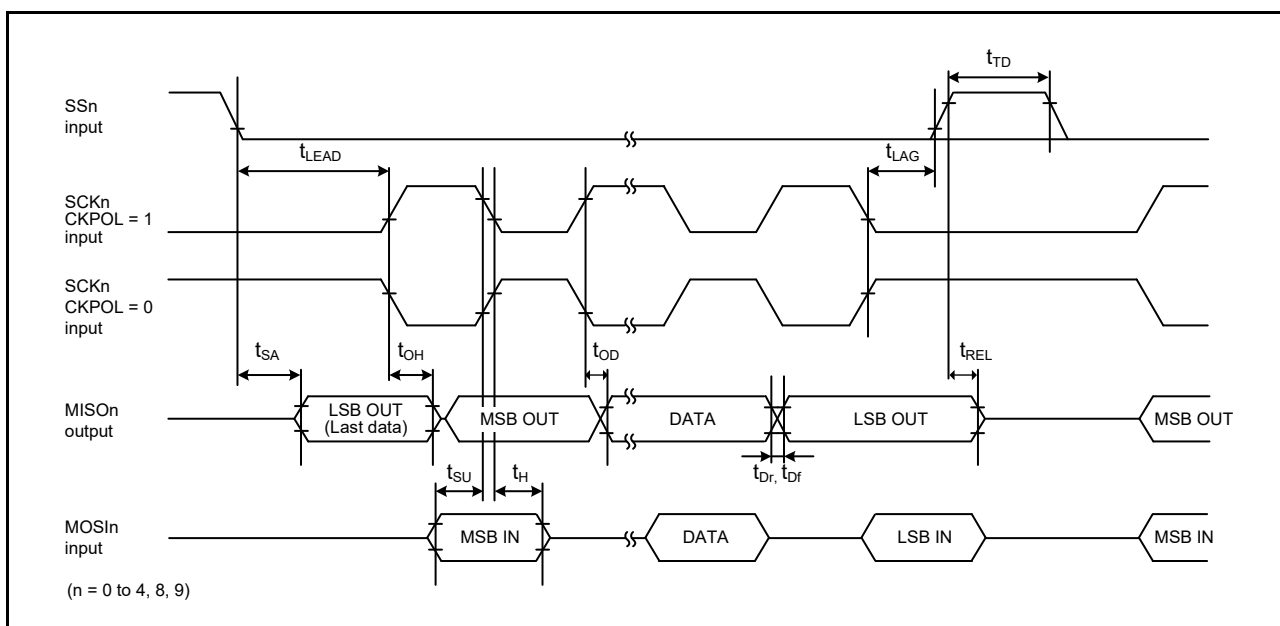 tTD
SSn
input
tLEAD
tLAG
SCKn
CKPOL = 1
input
SCKn
CKPOL = 0
input
tSA
tOH
tOD
tREL
MISOn
output
LSB OUT
(Last data)
MSB OUT
DATA
LSB OUT
MSB OUT
tSU
tH
tDr, tDf
MOSIn
input
MSB IN
DATA
LSB IN
MSB IN
(n = 0 to 4, 8, 9)